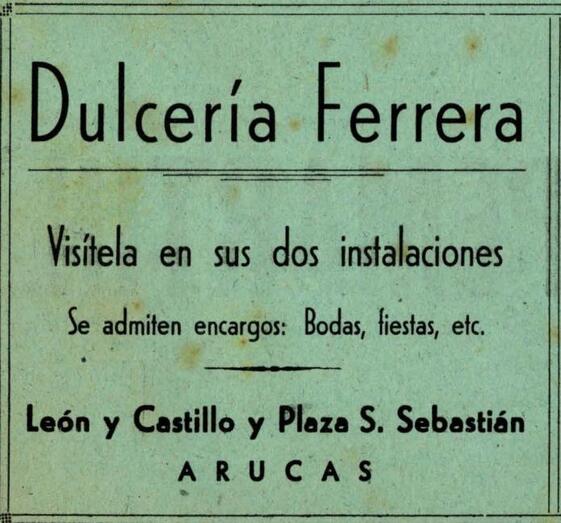 Dulcería Ferrera
Visítela en sus dos instalaciones
Se admiten encargos: Bodas, fiestas, etc.
León y Castillo y Plaza S. Sebastián
ARUCAS